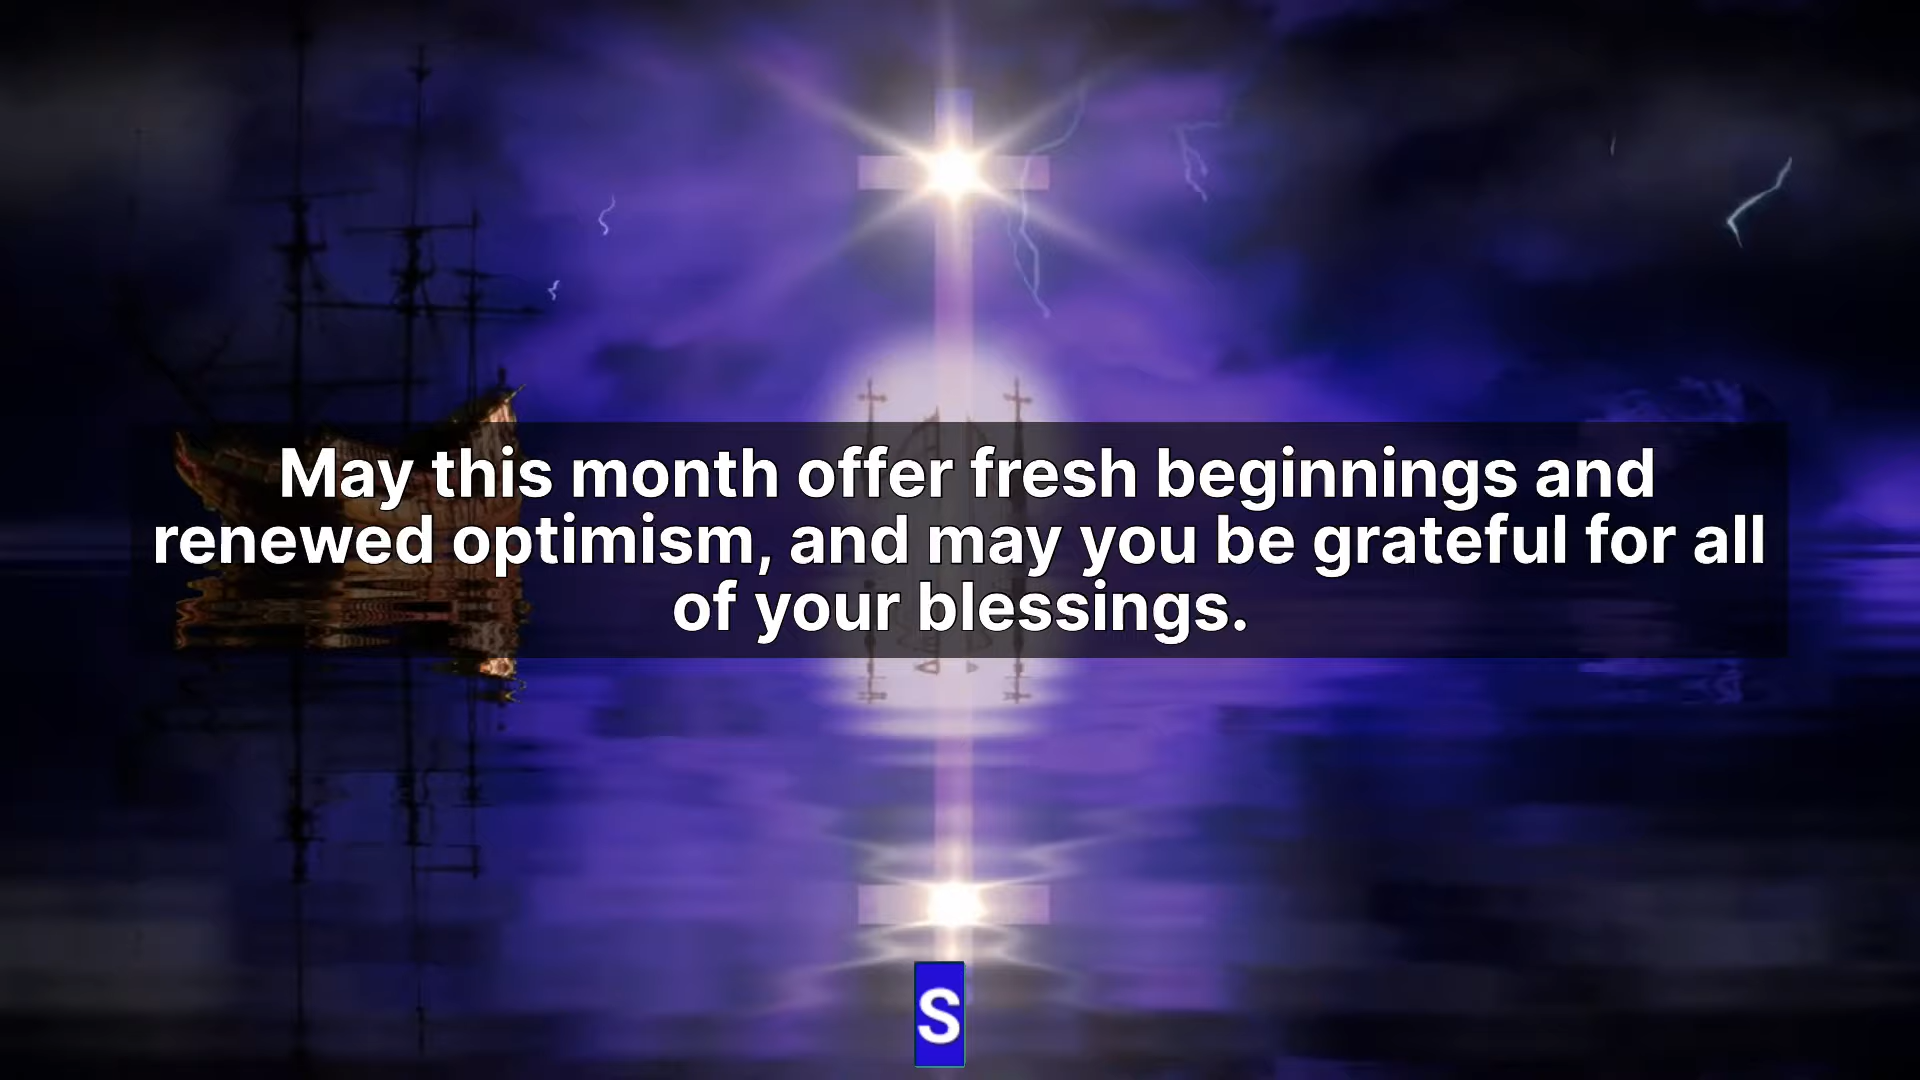 May this month offer fresh beginnings and
renewed optimism, and may you be grateful for all
of your blessings.
S